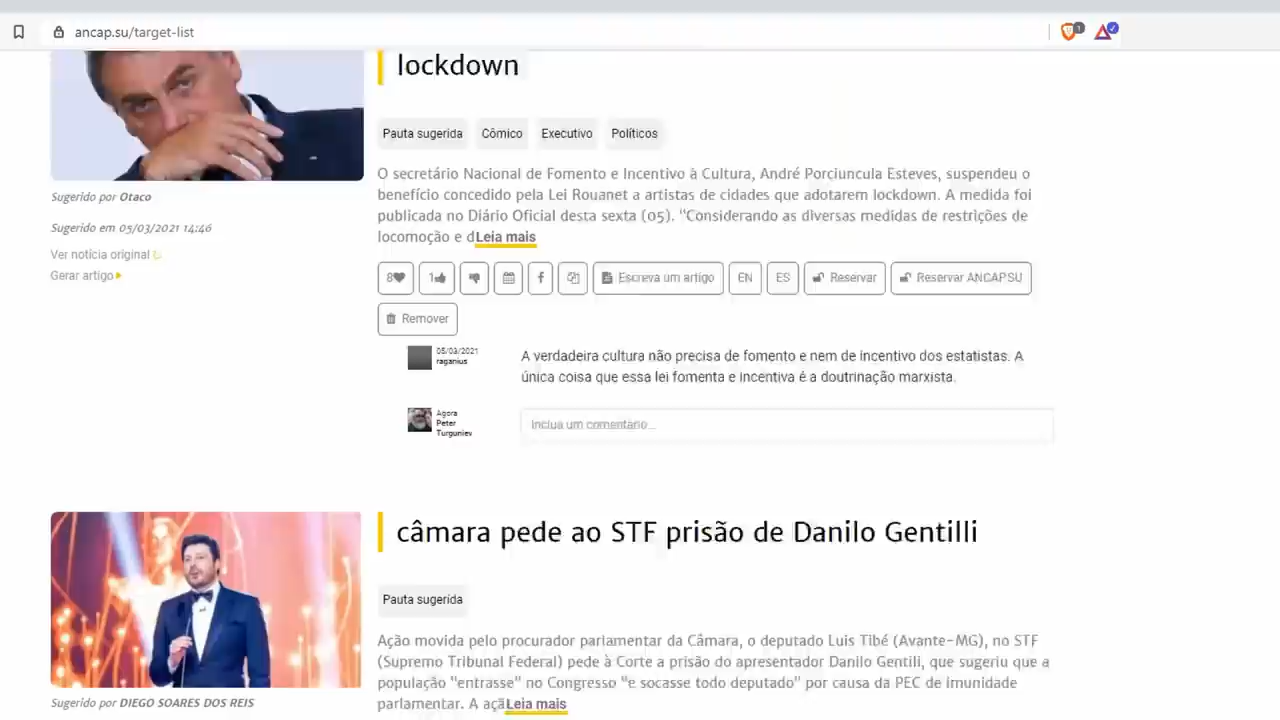 ancap.su/target-list
1
lockdown
Pauta sugerida Cômico Executivo Políticos
O secretário Nacional de Fomento e Incentivo à Cultura, André Porciuncula Esteves, suspendeu o
benefício concedido pela Lei Rouanet a artistas de cidades que adotarem lockdown. A medida foi
publicada no Diário Oficial desta sexta (05). "Considerando as diversas medidas de restrições de
locomoção e dLeia mais
Sugerido por Otaco
Sugerido em 05/03/2021 14:46
Ver notícia original
Gerar artigo
8 1 Escreva um artigo EN ES Reservar Reservar ANCAPSU
Remover
05/03/2021
raganius
A verdadeira cultura não precisa de fomento e nem de incentivo dos estatistas. A
única coisa que essa lei fomenta e incentiva é a doutrinação marxista.
Agora
Peter
Turguniev
Inclua um comentário...
câmara pede ao STF prisão de Danilo Gentilli
Pauta sugerida
Ação movida pelo procurador parlamentar da Câmara, o deputado Luis Tibé (Avante-MG), no STF
(Supremo Tribunal Federal) pede à Corte a prisão do apresentador Danilo Gentili, que sugeriu que a
população "entrasse" no Congresso "e socasse todo deputado" por causa da PEC de imunidade
parlamentar. A açãLeia mais
Sugerido por DIEGO SOARES DOS REIS